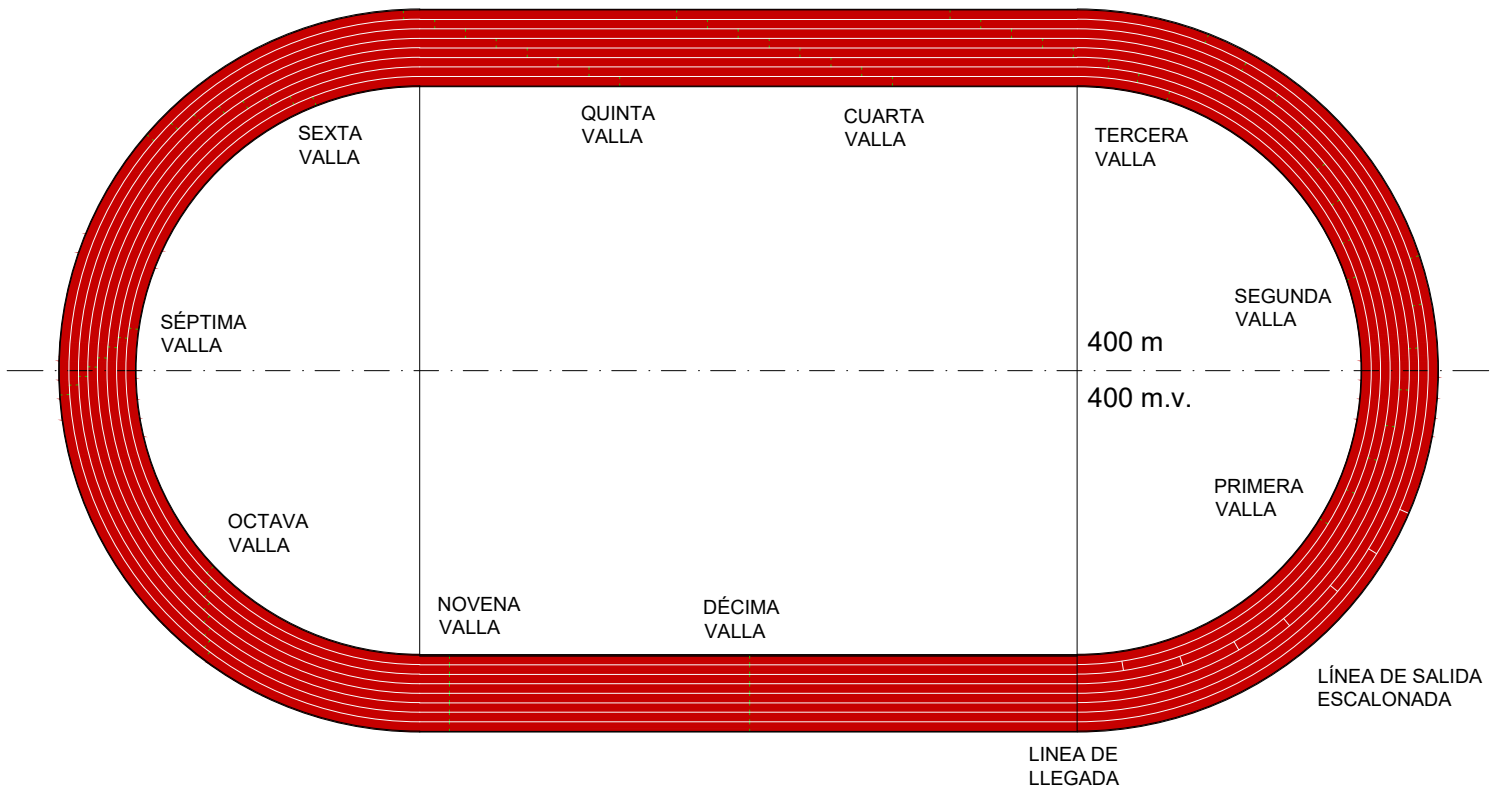 QUINTA
VALLA
CUARTA
VALLA
SEXTA
VALLA
TERCERA
VALLA
SÉPTIMA
VALLA
SEGUNDA
VALLA
400 m
400 m.v.
PRIMERA
VALLA
OCTAVA
VALLA
NOVENA
VALLA
DÉCIMA
VALLA
LÍNEA DE SALIDA
ESCALONADA
LINEA DE
LLEGADA